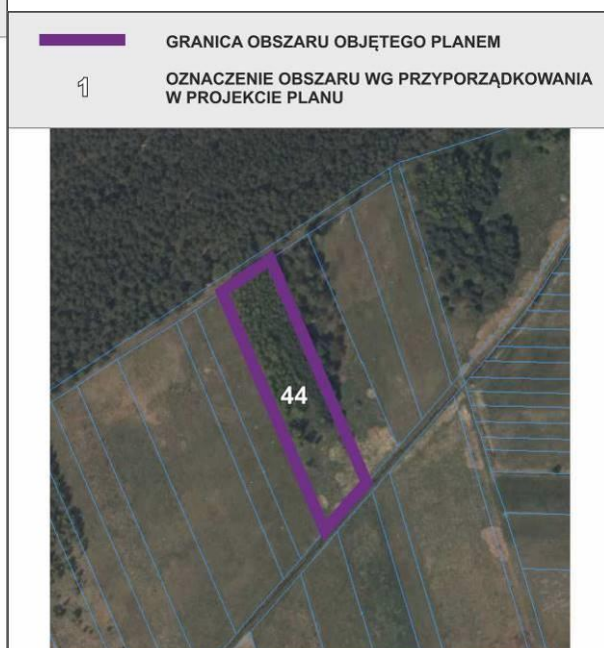 GRANICA OBSZARU OBJĘTEGO PLANEM
1
OZNACZENIE OBSZARU WG PRZYPORZĄDKOWANIA
W PROJEKCIE PLANU
44